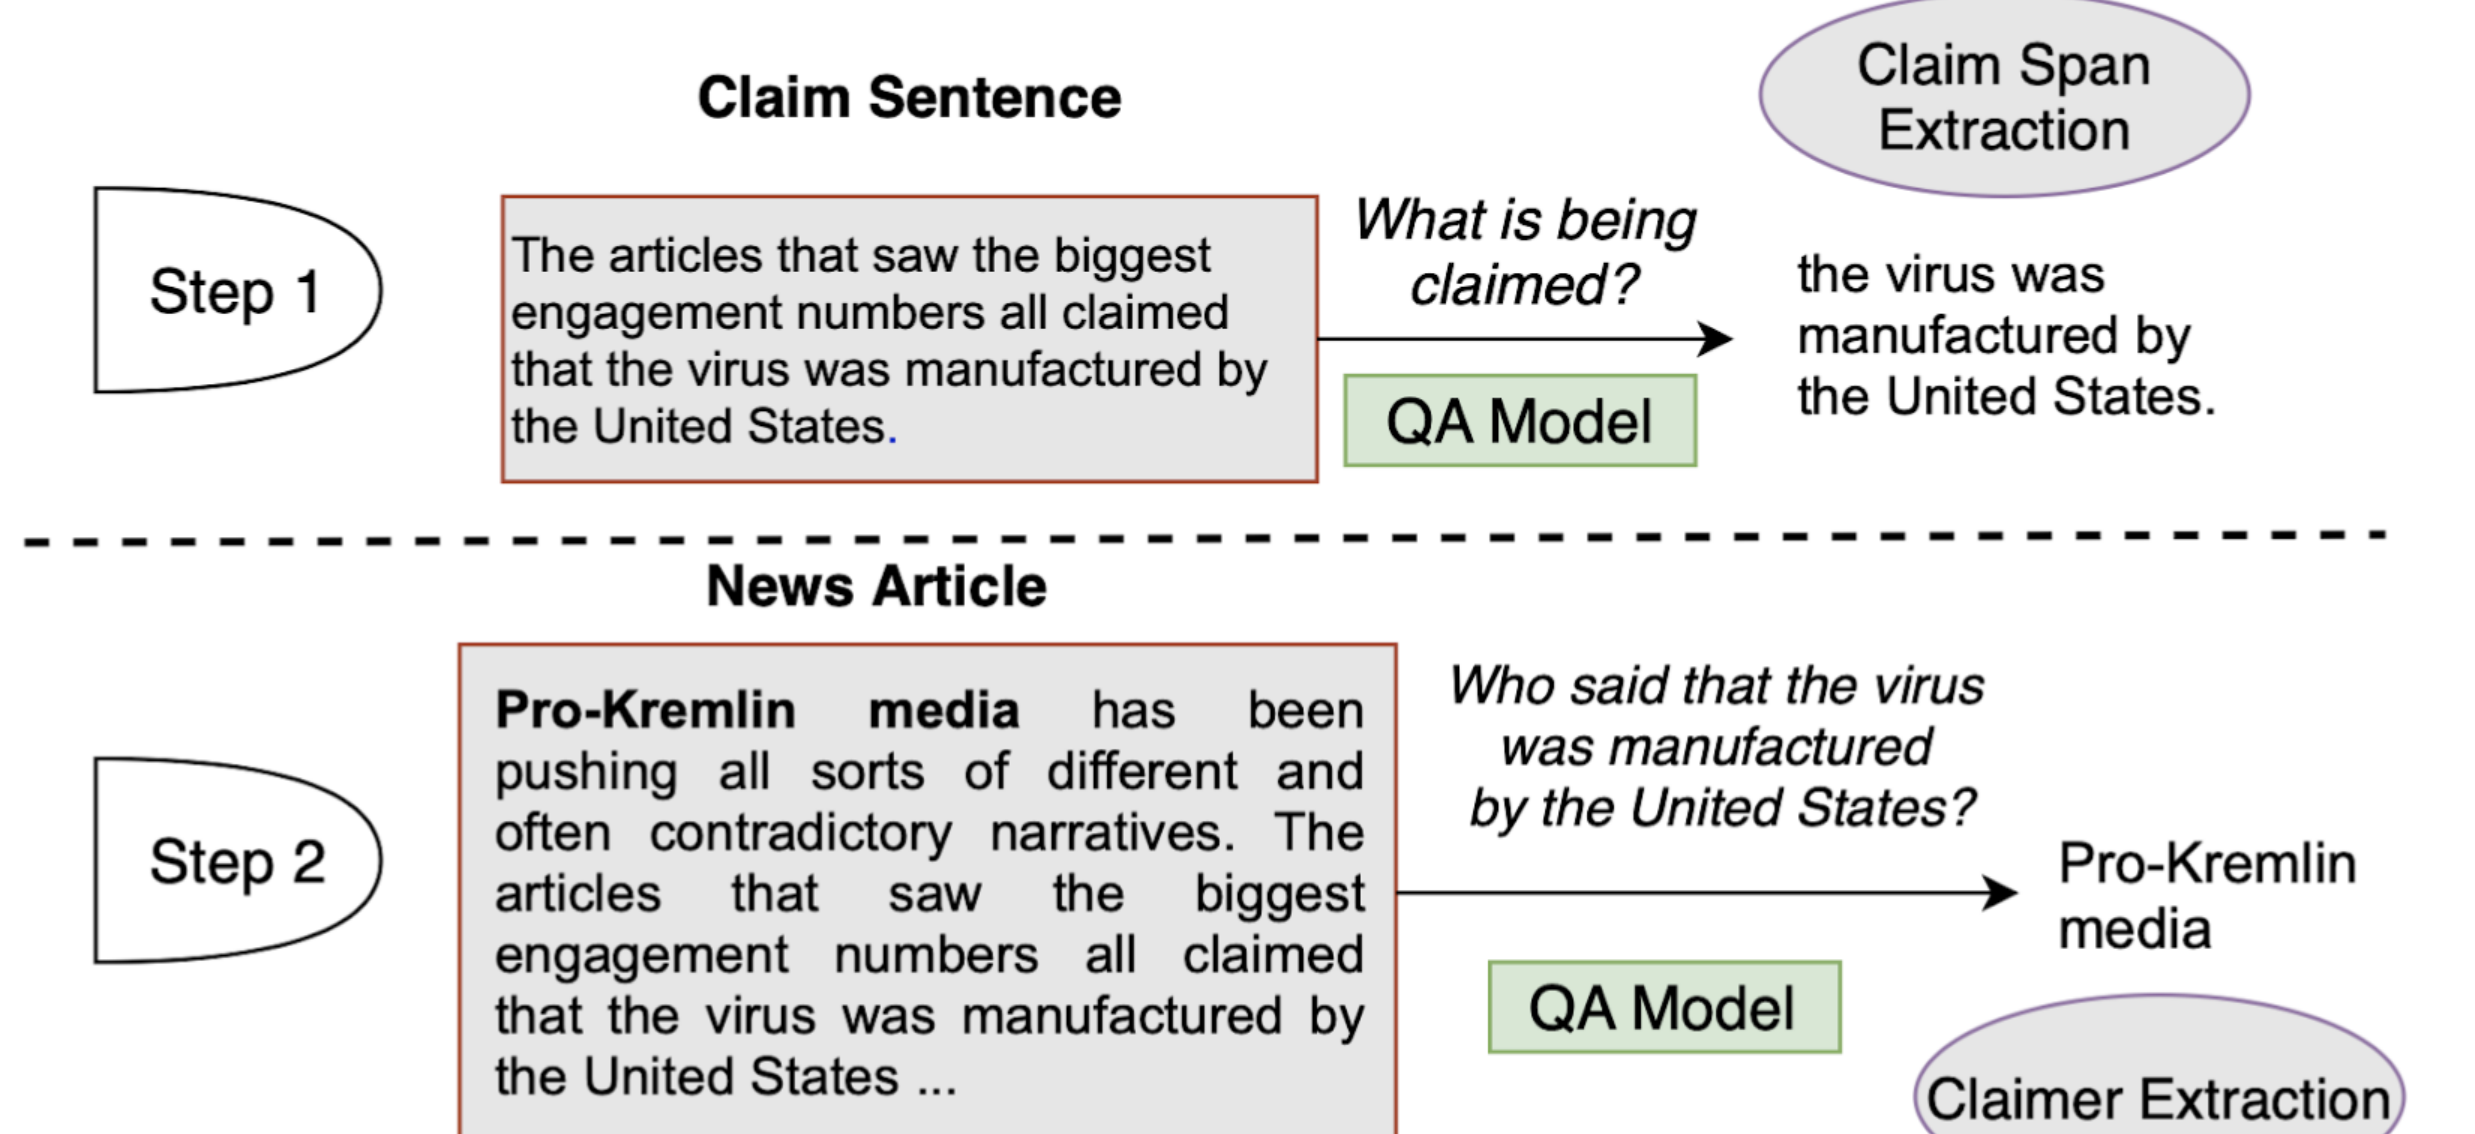 Claim Sentence
Claim Span
Extraction
Step 1
The articles that saw the biggest
engagement numbers all claimed
that the virus was manufactured by
the United States.
What is being
claimed?
QA Model
the virus was
manufactured by
the United States.
News Article
Step 2
Pro-Kremlin media has been
pushing all sorts of different and
often contradictory narratives. The
articles that saw the biggest
engagement numbers all claimed
that the virus was manufactured by
the United States ...
Who said that the virus
was manufactured
by the United States?
QA Model
Pro-Kremlin
media
Claimer Extraction